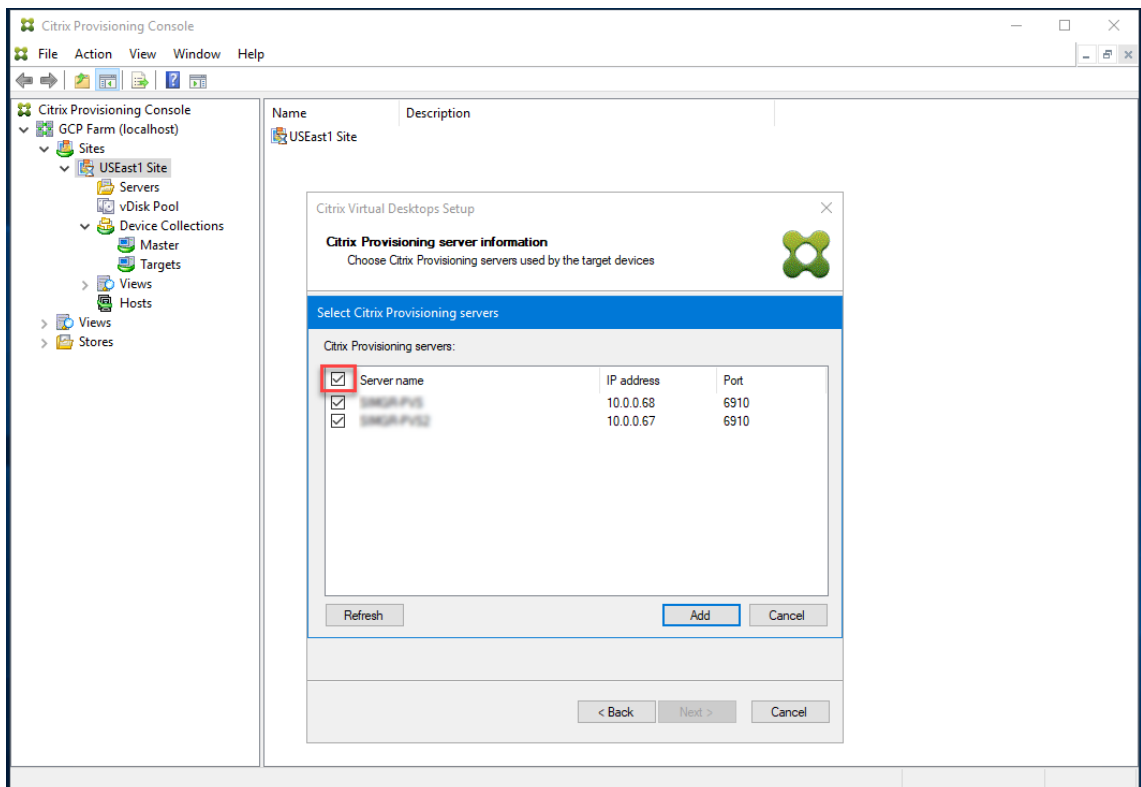 Citrix Provisioning Console
File Action View Window Help
Citrix Provisioning Console
GCP Farm (localhost)
Sites
USEast1 Site
Servers
vDisk Pool
Device Collections
Master
Targets
Views
Hosts
Views
Stores
Name Description
USEast1 Site
Citrix Virtual Desktops Setup
Citrix Provisioning server information
Choose Citrix Provisioning servers used by the target devices
Select Citrix Provisioning servers
Citrix Provisioning servers:
Server name IP address Port
10.0.0.68 6910
10.0.0.67 6910
Refresh Add Cancel
< Back Next > Cancel